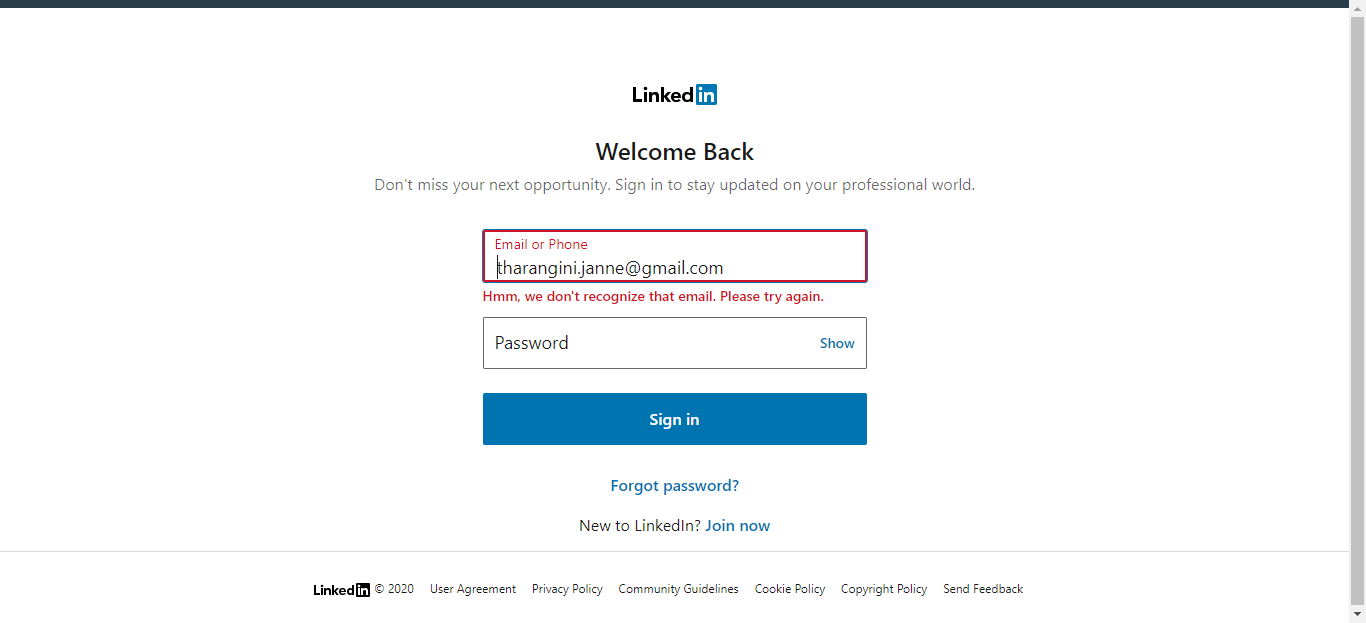 LinkedIn
Welcome Back
Don't miss your next opportunity. Sign in to stay updated on your professional world.
Email or Phone
tharangini.janne@gmail.com
Hmm, we don't recognize that email. Please try again.
Password Show
Sign in
Forgot password?
New to LinkedIn? Join now
LinkedIn © 2020 User Agreement Privacy Policy Community Guidelines Cookie Policy Copyright Policy Send Feedback